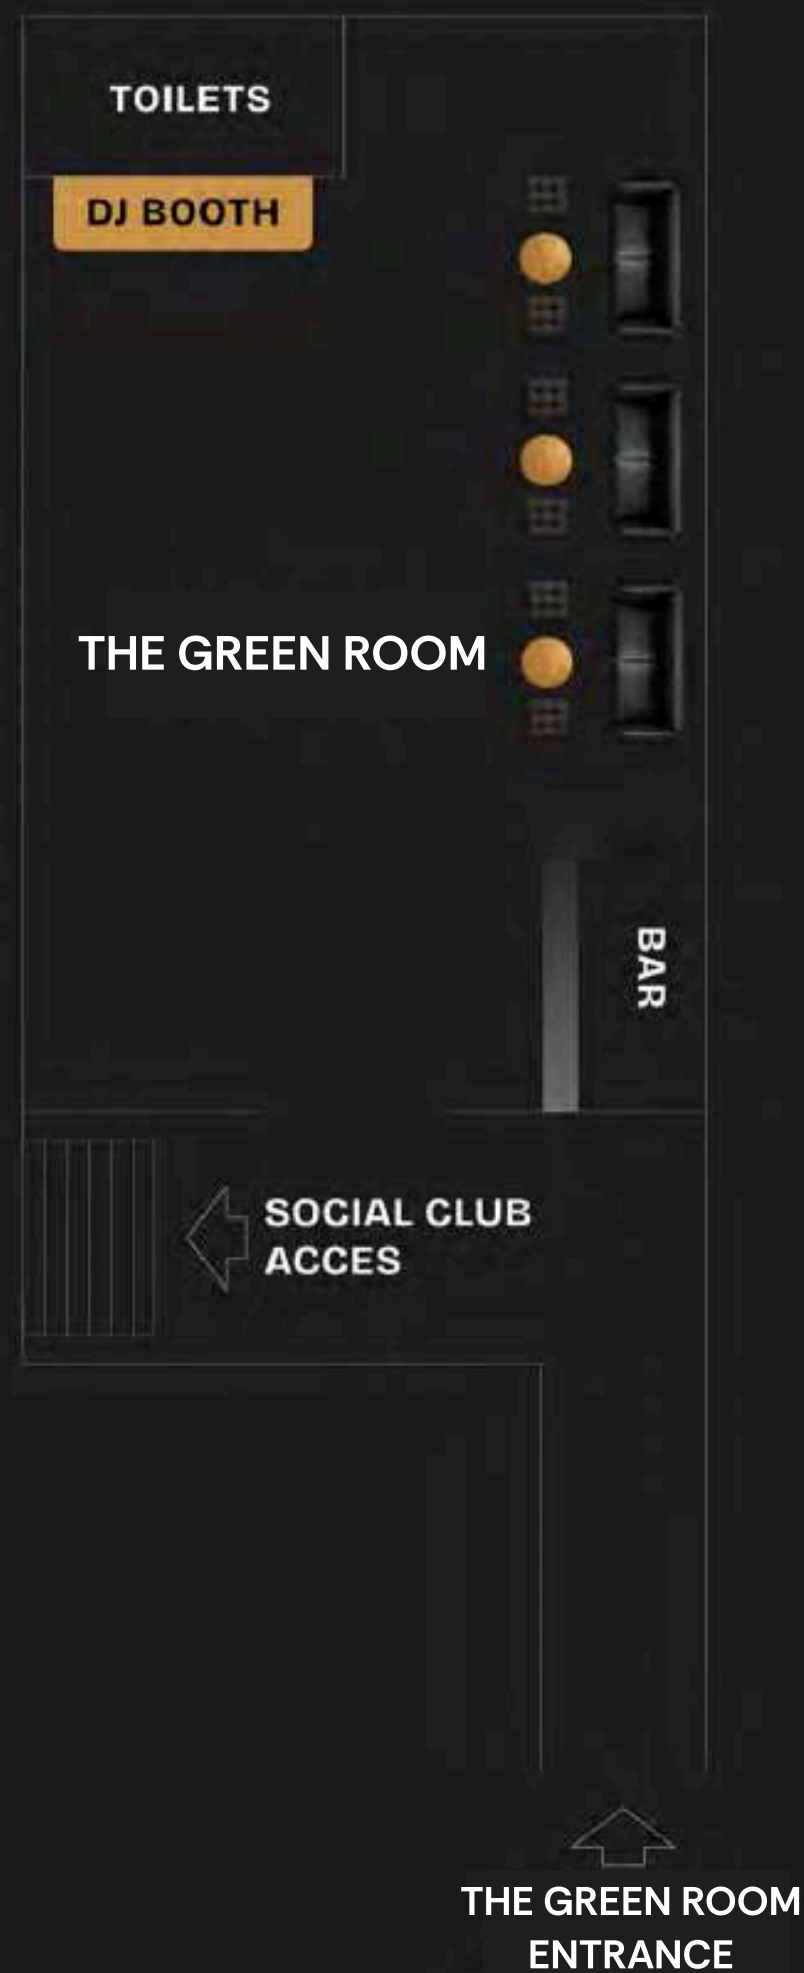 TOILETS
DJ BOOTH
THE GREEN ROOM
BAR
SOCIAL CLUB
ACCES
THE GREEN ROOM
ENTRANCE